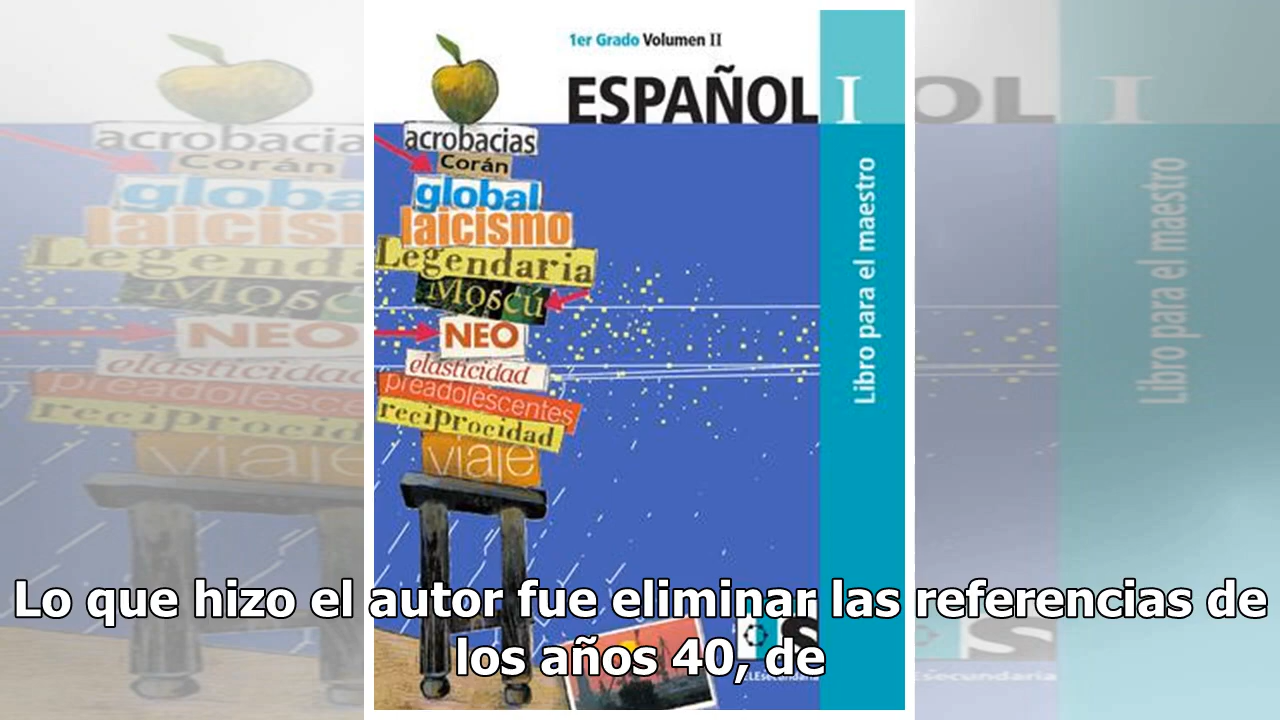 1er Grado Volumen II
ESPAÑOL I
Libro para el maestro
acrobacias
Corán
global
laicismo
Legendaria
Moscú
NEO
elasticidad
preadolescentes
reciprocidad
viaje
Lo que hizo el autor fue eliminar las referencias de
los años 40, de